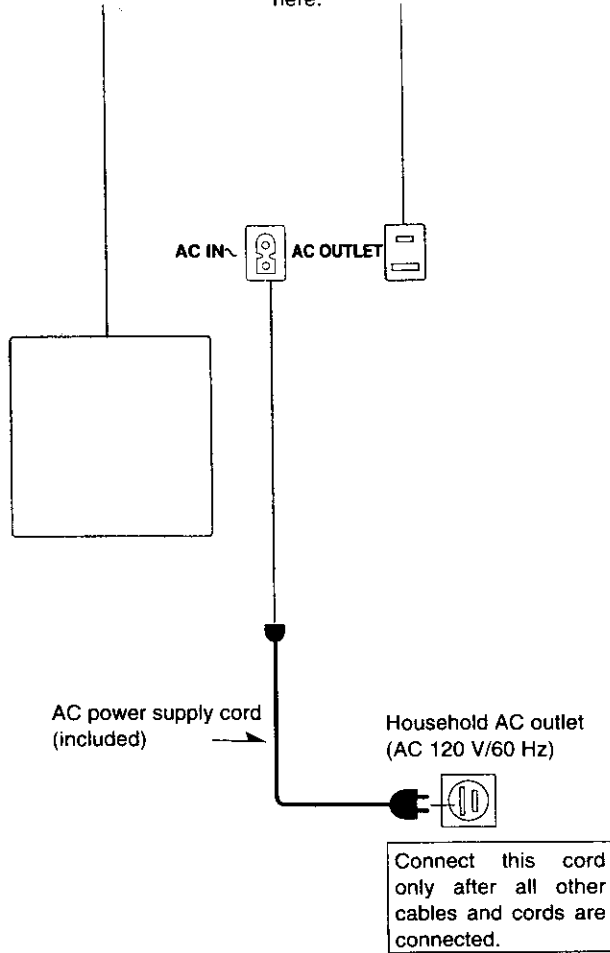 here.
AC IN~
AC OUTLET
AC power supply cord
(included)
Household AC outlet
(AC 120 V/60 Hz)
Connect this cord
only after all other
cables and cords are
connected.